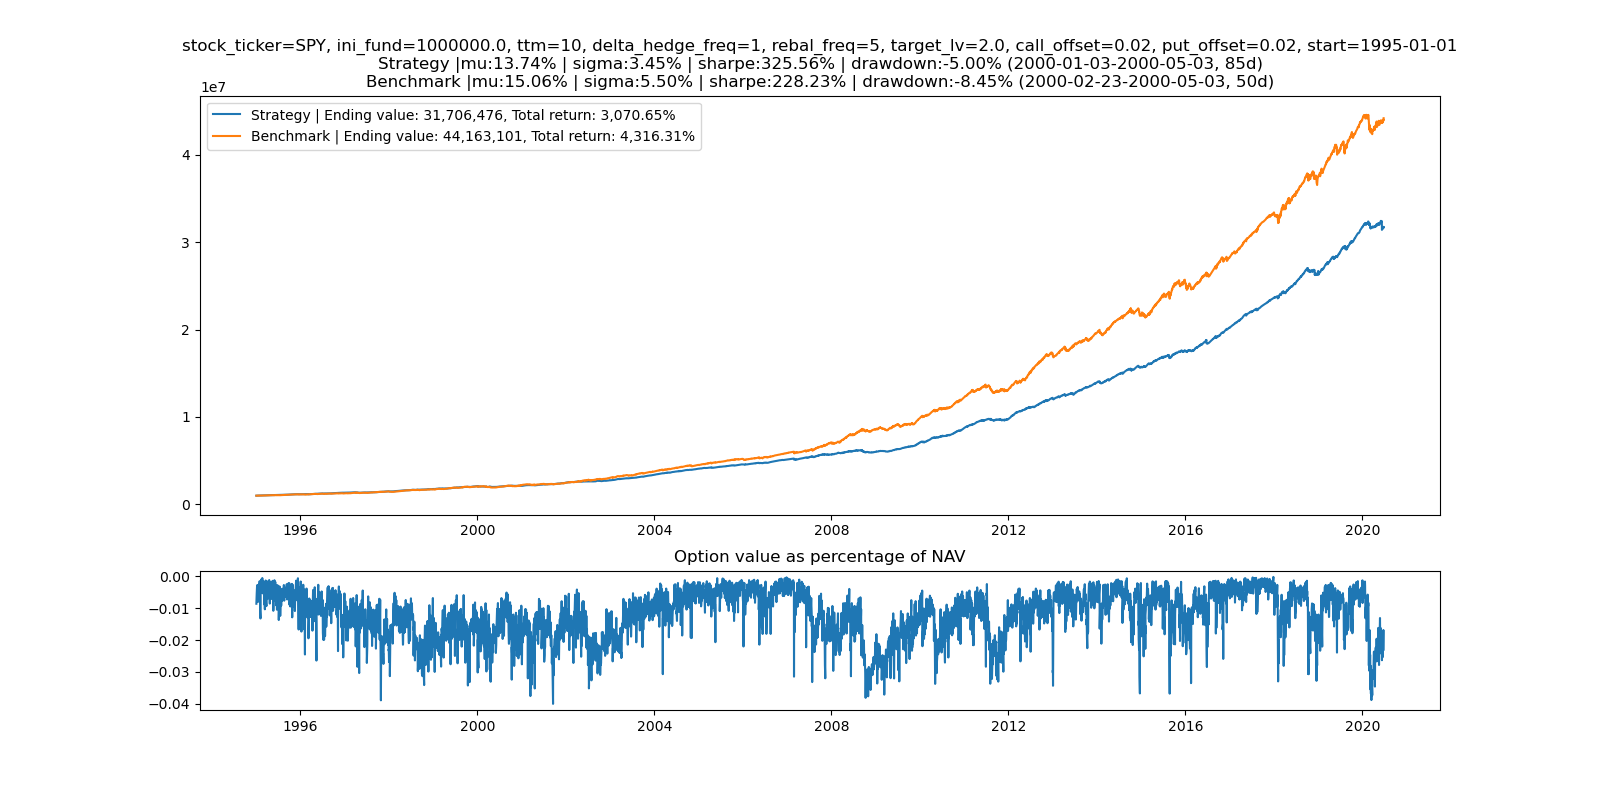 stock_ticker=SPY, ini_fund=1000000.0, ttm=10, delta_hedge_freq=1, rebal_freq=5, target_lv=2.0, call_offset=0.02, put_offset=0.02, start=1995-01-01
Strategy |mu:13.74% | sigma:3.45% | sharpe:325.56% | drawdown:-5.00% (2000-01-03-2000-05-03, 85d)
Benchmark |mu:15.06% | sigma:5.50% | sharpe:228.23% | drawdown:-8.45% (2000-02-23-2000-05-03, 50d)
1e7
Strategy | Ending value: 31,706,476, Total return: 3,070.65%
Benchmark | Ending value: 44,163,101, Total return: 4,316.31%
4
3
2
1
0
1996 2000 2004 2008 2012 2016 2020
Option value as percentage of NAV
0.00
−0.01
−0.02
−0.03
−0.04
1996 2000 2004 2008 2012 2016 2020